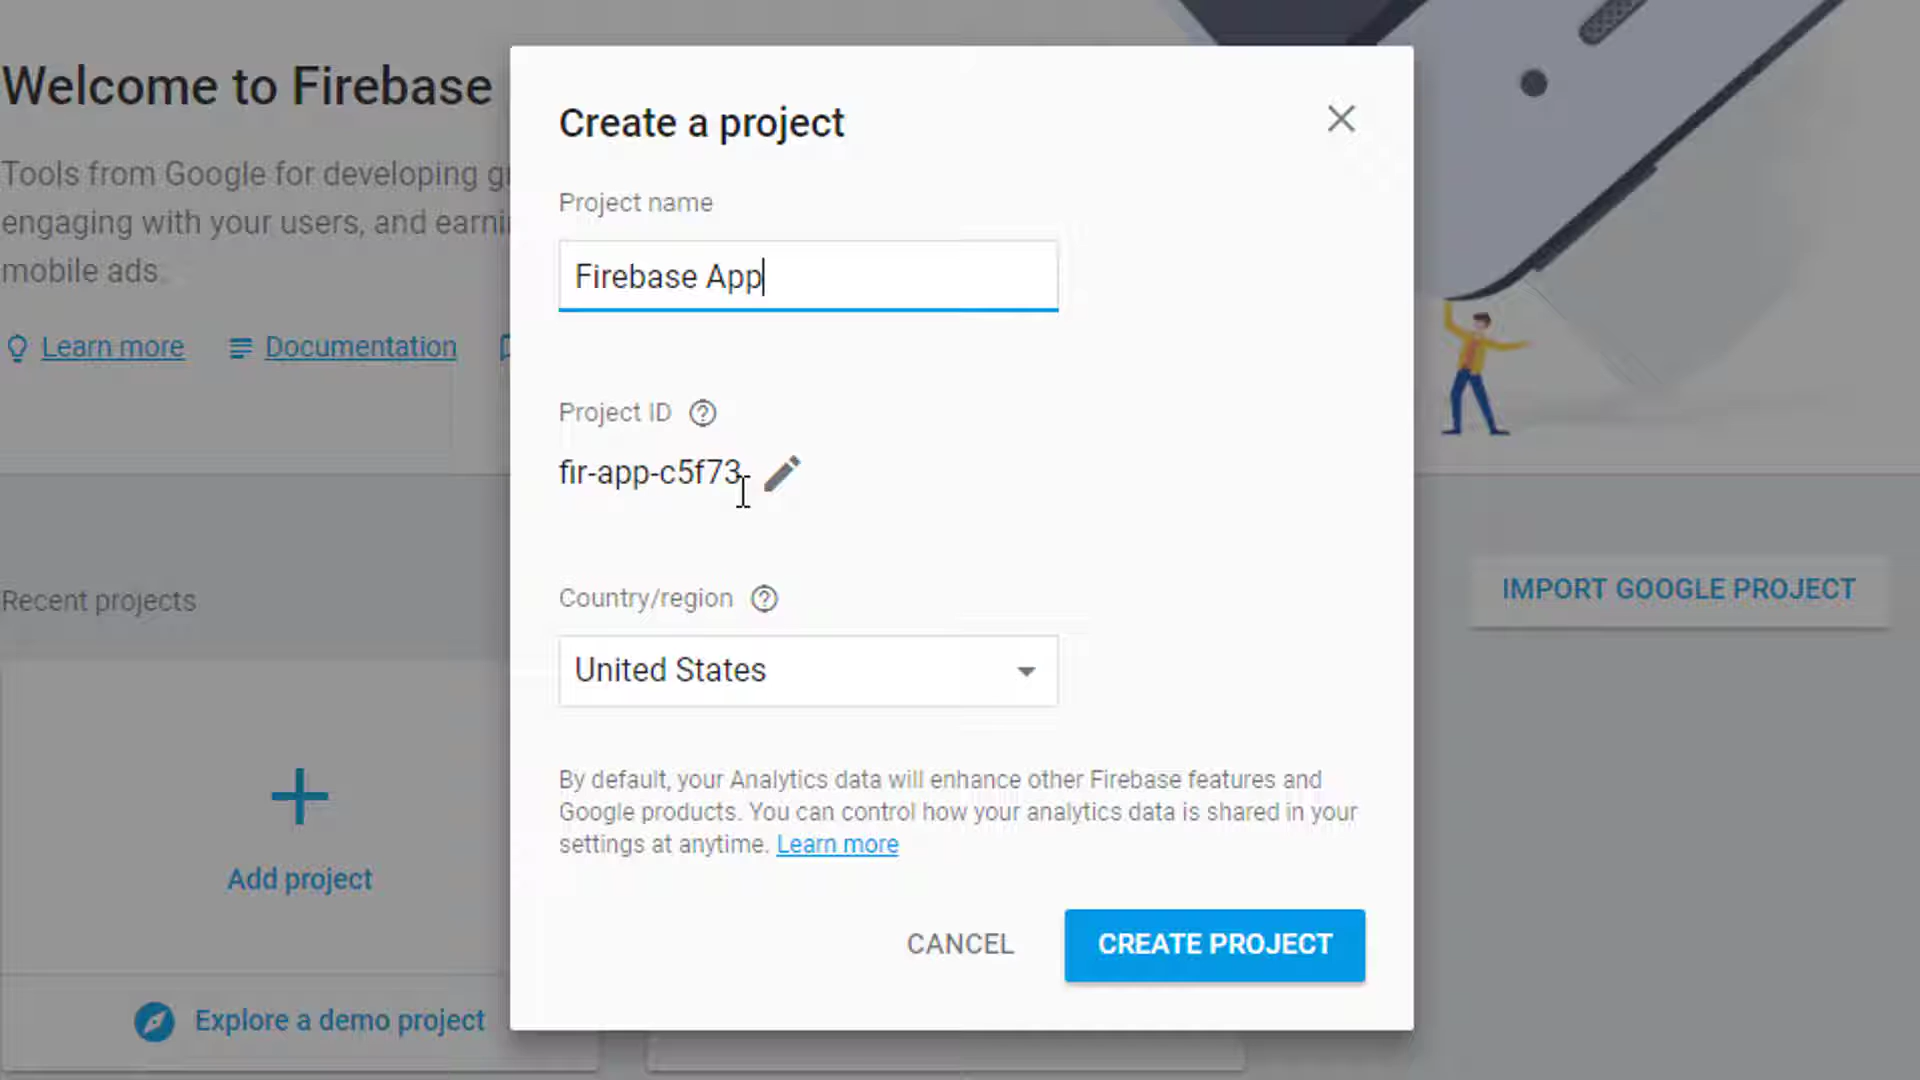 Welcome to Firebase
Tools from Google for developing
engaging with your users, and
mobile ads.
Learn more
Documentation
Recent projects
Add project
Explore a demo project
Create a project
Project name
Firebase App
Project ID
fir-app-c5f73
Country/region
United States
By default, your Analytics data will enhance other Firebase features and
Google products. You can control how your analytics data is shared in your
settings at anytime. Learn more
CANCEL
CREATE PROJECT
IMPORT GOOGLE PROJECT